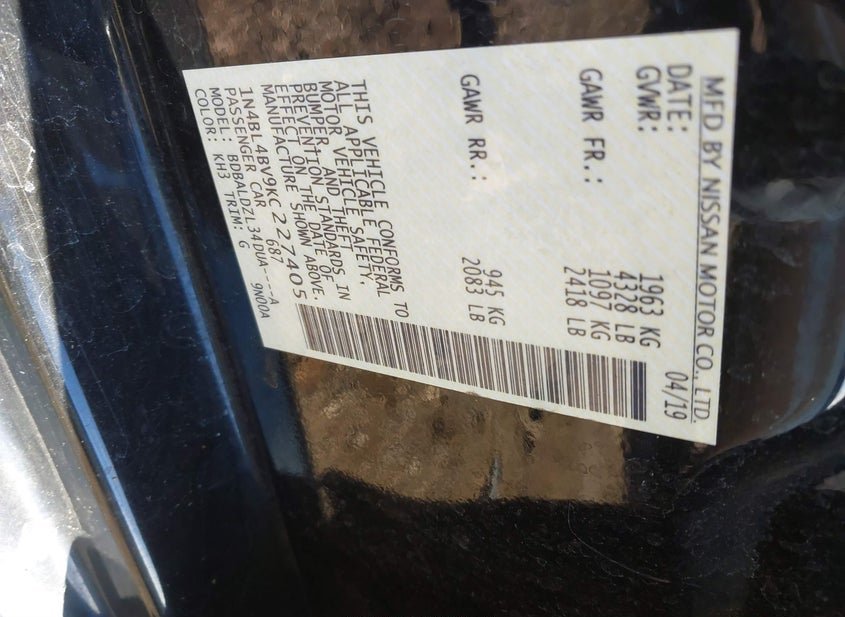 MFD BY NISSAN MOTOR CO., LTD.
DATE: 04/19
GVWR: 1963 KG
4328 LB
GAWR FR.: 1097 KG
2418 LB
GAWR RR.: 945 KG
2083 LB
THIS VEHICLE CONFORMS TO
ALL APPLICABLE FEDERAL
MOTOR VEHICLE SAFETY,
BUMPER AND THEFT
PREVENTION STANDARDS IN
EFFECT ON THE DATE OF
MANUFACTURE SHOWN ABOVE.
1N4BL4BV9KC227405
PASSENGER CAR 687
MODEL: BDBALDZL34DUA----A
COLOR: KH3 TRIM: G 9N00A